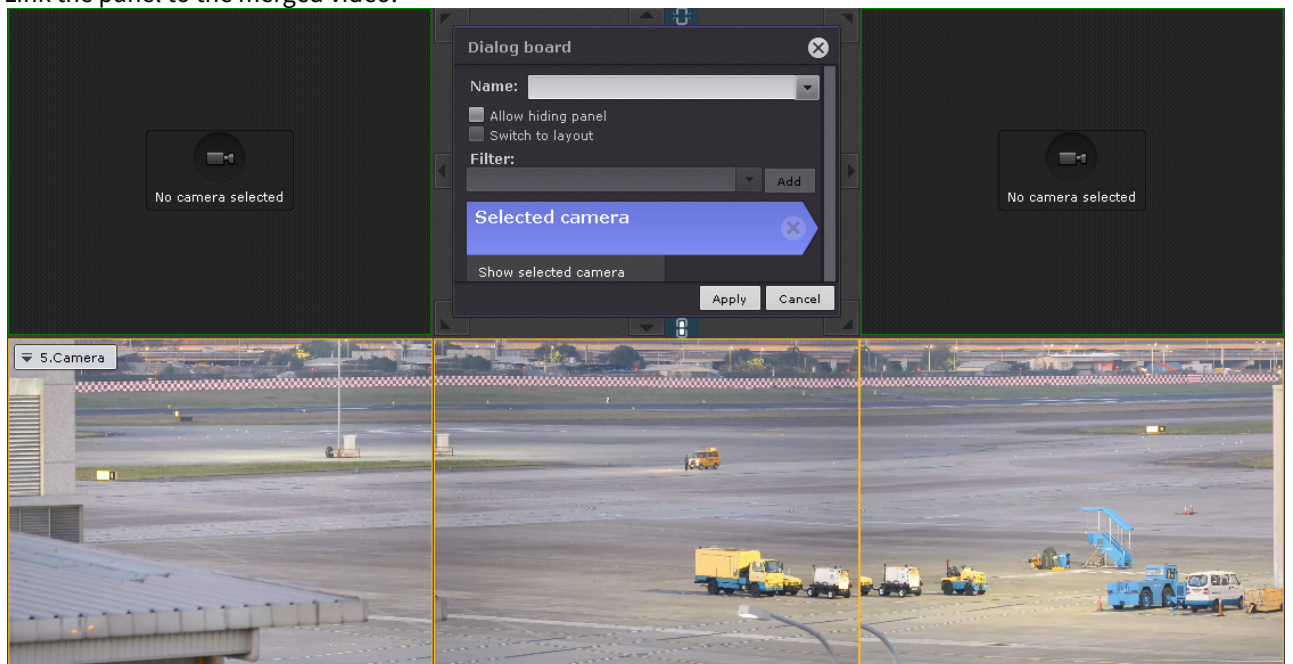 Link the panel to the merged video.
Dialog board
Name:
Allow hiding panel
Switch to layout
Filter:
Add
No camera selected
No camera selected
Selected camera
Show selected camera
Apply Cancel
5.Camera